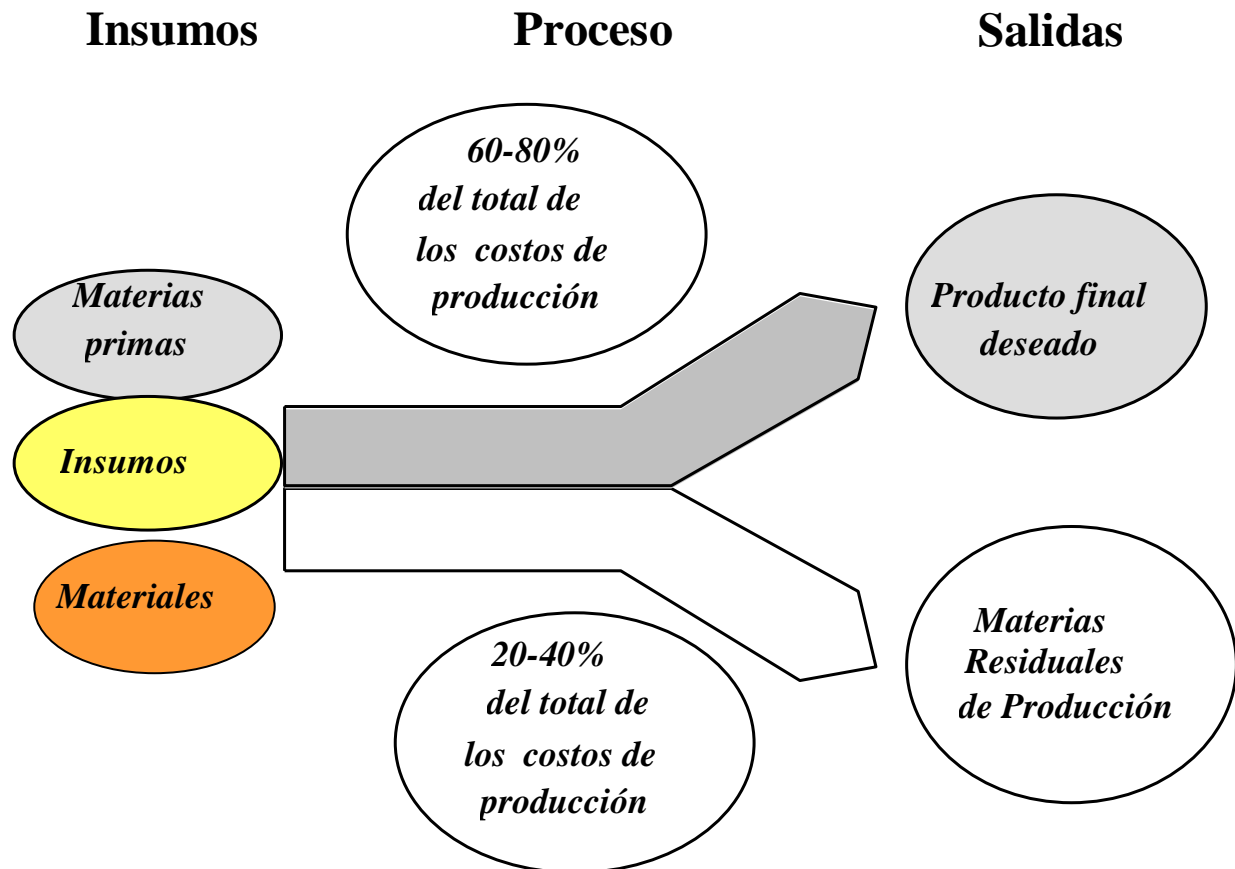 Insumos
Proceso
Salidas
60-80%
del total de
los costos de
producción
Materias
primas
Insumos
Materiales
Producto final
deseado
20-40%
del total de
los costos de
producción
Materias
Residuales
de Producción